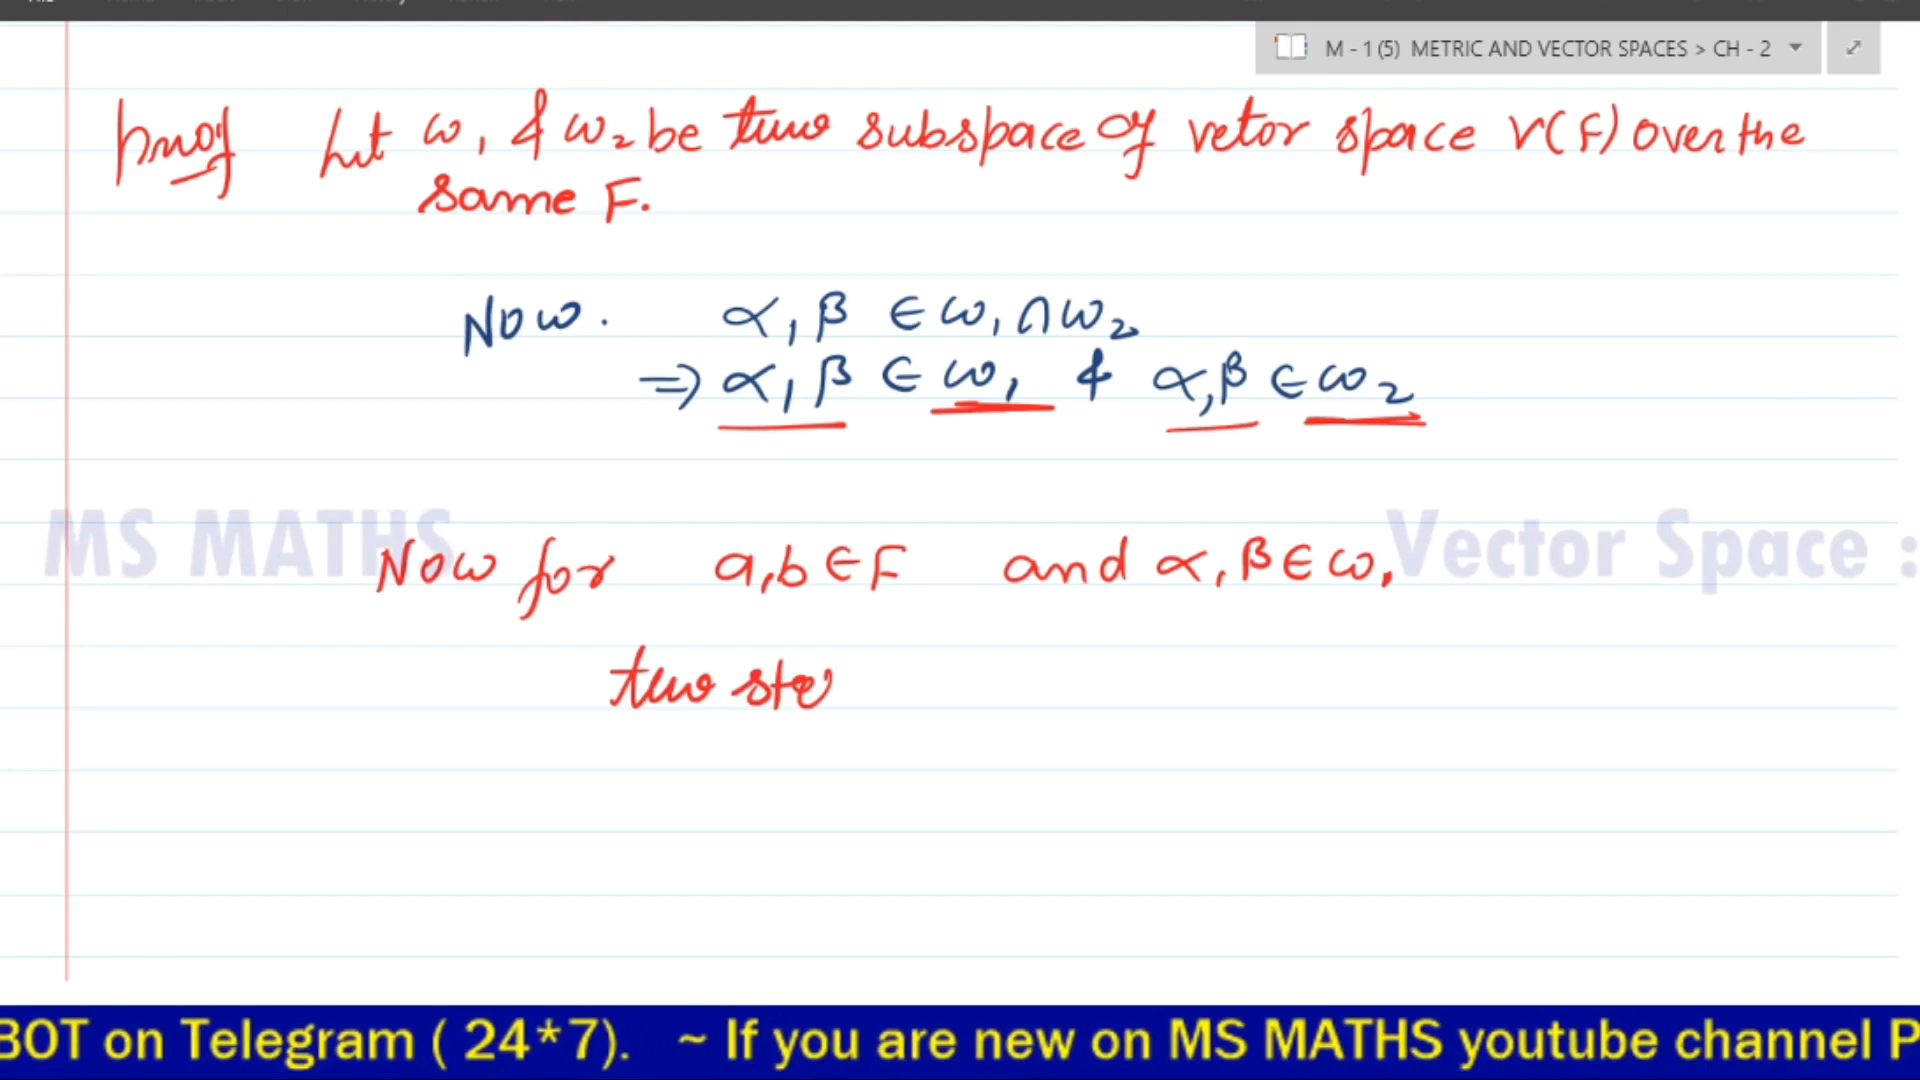 M - 1 (5) METRIC AND VECTOR SPACES > CH - 2
proof Let ω₁ & ω₂ be two subspace of vetor space V(F) over the
same F.
Now. α, β ∈ ω₁ ∩ ω₂
⇒ α, β ∈ ω₁ & α, β ∈ ω₂
MS MATHS Vector Space :
Now for a, b ∈ F and α, β ∈ ω₁
two ste
BOT on Telegram ( 24*7). ~ If you are new on MS MATHS youtube channel P